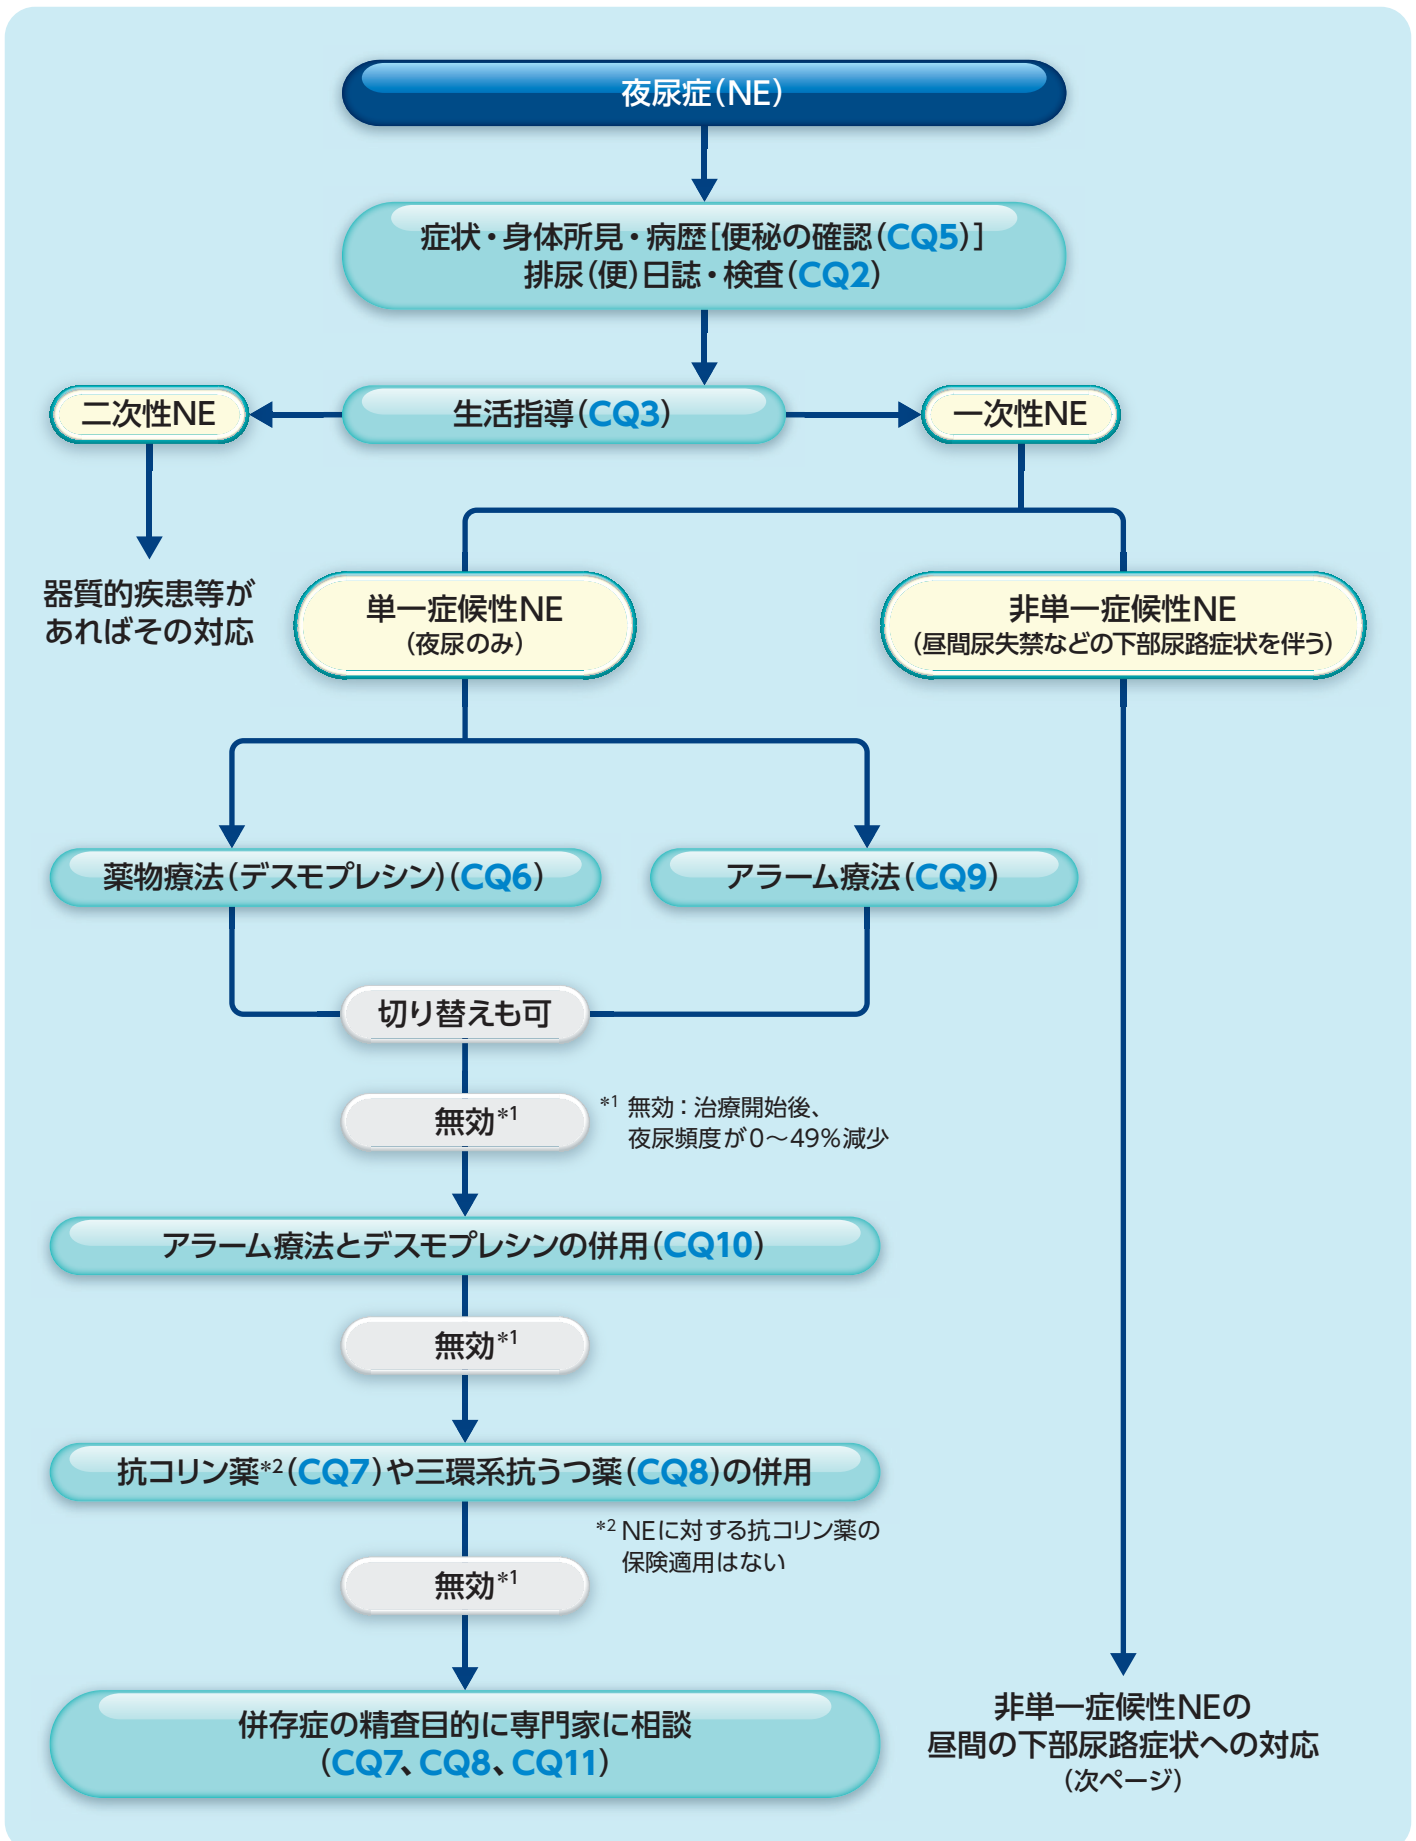 夜尿症(NE)
症状・身体所見・病歴[便秘の確認(CQ5)]
排尿(便)日誌・検査(CQ2)
二次性NE
生活指導(CQ3)
一次性NE
器質的疾患等が
あればその対応
単一症候性NE
(夜尿のみ)
非単一症候性NE
(昼間尿失禁などの下部尿路症状を伴う)
薬物療法(デスモプレシン)(CQ6)
アラーム療法(CQ9)
切り替えも可
無効*1
*1 無効：治療開始後、
夜尿頻度が0～49%減少
アラーム療法とデスモプレシンの併用(CQ10)
無効*1
抗コリン薬*2(CQ7)や三環系抗うつ薬(CQ8)の併用
*2 NEに対する抗コリン薬の
保険適用はない
無効*1
併存症の精査目的に専門家に相談
(CQ7、CQ8、CQ11)
非単一症候性NEの
昼間の下部尿路症状への対応
(次ページ)